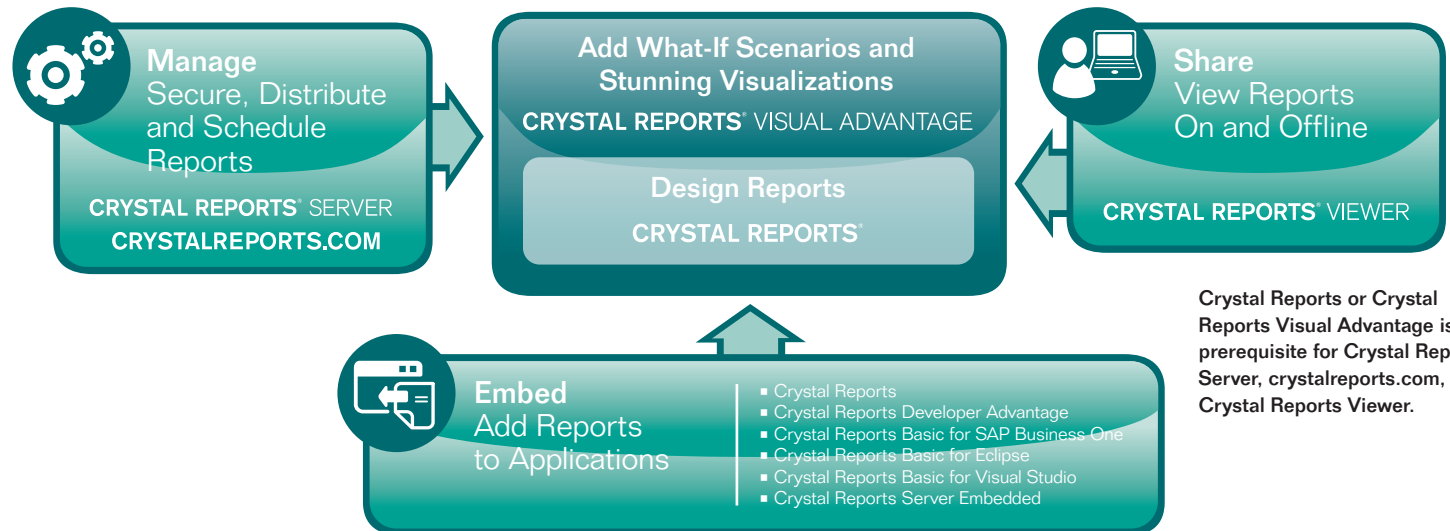 Manage
Secure, Distribute
and Schedule
Reports
CRYSTAL REPORTS® SERVER
CRYSTALREPORTS.COM
Add What-If Scenarios and
Stunning Visualizations
CRYSTAL REPORTS® VISUAL ADVANTAGE
Design Reports
CRYSTAL REPORTS®
Share
View Reports
On and Offline
CRYSTAL REPORTS® VIEWER
Crystal Reports or Crystal
Reports Visual Advantage is
prerequisite for Crystal Rep
Server, crystalreports.com,
Crystal Reports Viewer.
Embed
Add Reports
to Applications
▪ Crystal Reports
▪ Crystal Reports Developer Advantage
▪ Crystal Reports Basic for SAP Business One
▪ Crystal Reports Basic for Eclipse
▪ Crystal Reports Basic for Visual Studio
▪ Crystal Reports Server Embedded